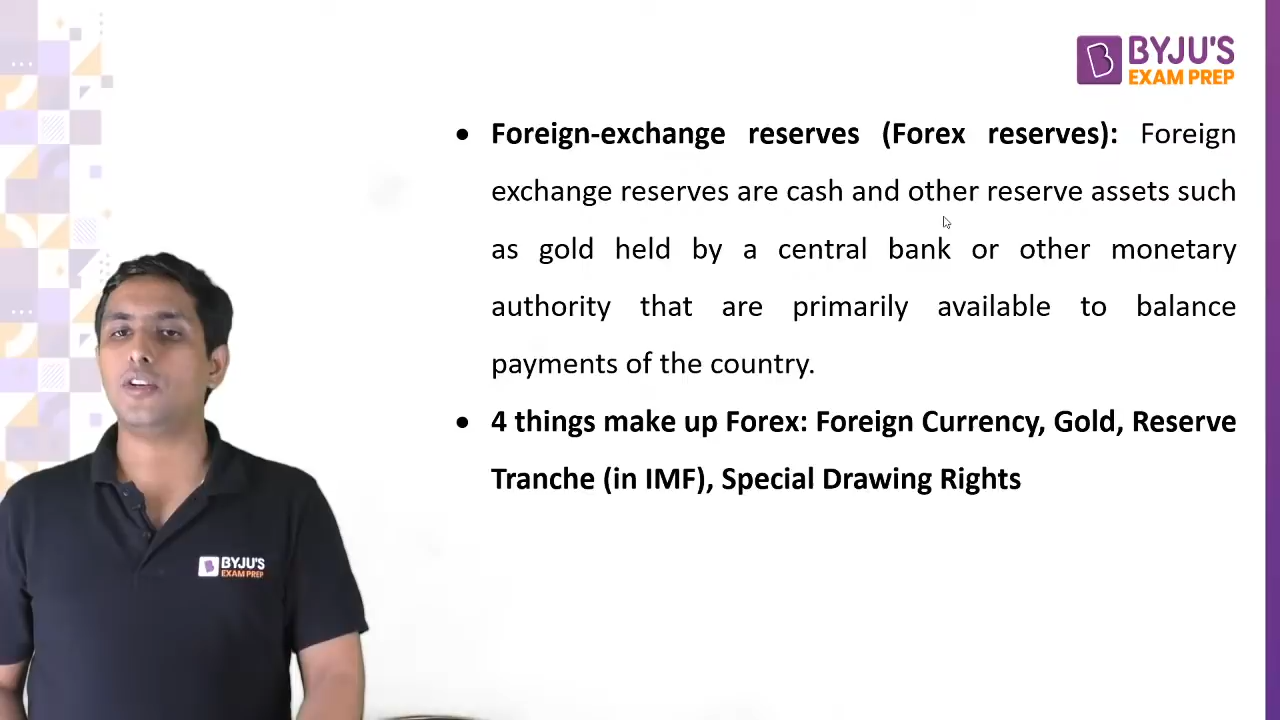 BYJU'S
EXAM PREP
• Foreign-exchange reserves (Forex reserves): Foreign
exchange reserves are cash and other reserve assets such
as gold held by a central bank or other monetary
authority that are primarily available to balance
payments of the country.
• 4 things make up Forex: Foreign Currency, Gold, Reserve
Tranche (in IMF), Special Drawing Rights
BYJU'S
EXAM PREP